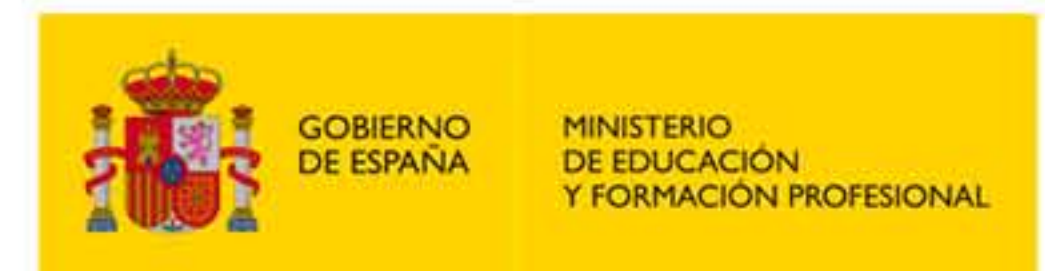 GOBIERNO
DE ESPAÑA
MINISTERIO
DE EDUCACIÓN
Y FORMACIÓN PROFESIONAL